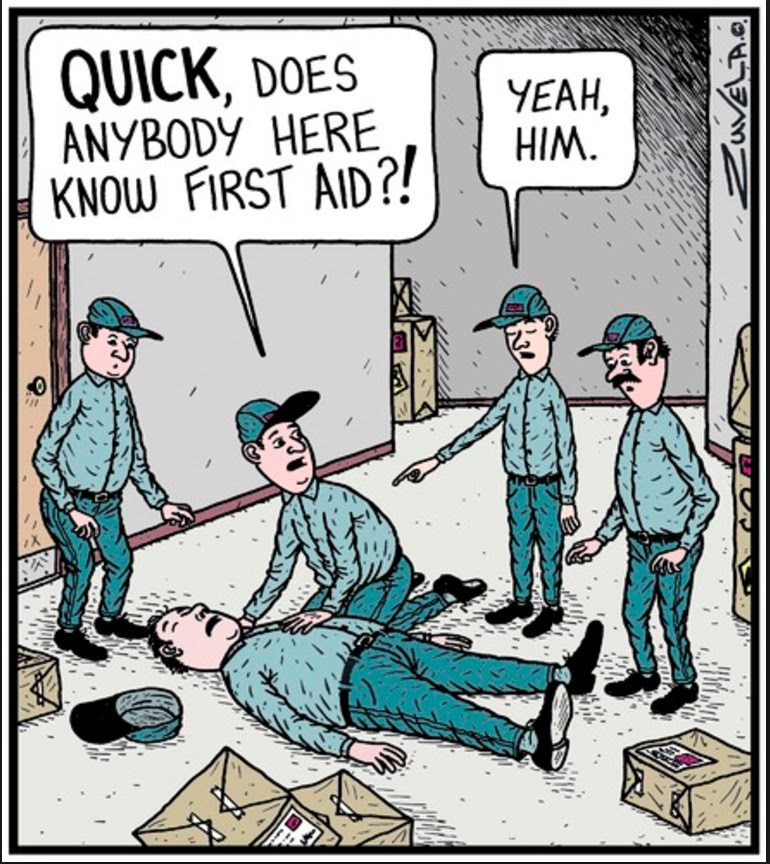 QUICK, DOES
ANYBODY HERE
KNOW FIRST AID?!
YEAH,
HIM.
ZUVELA.©.